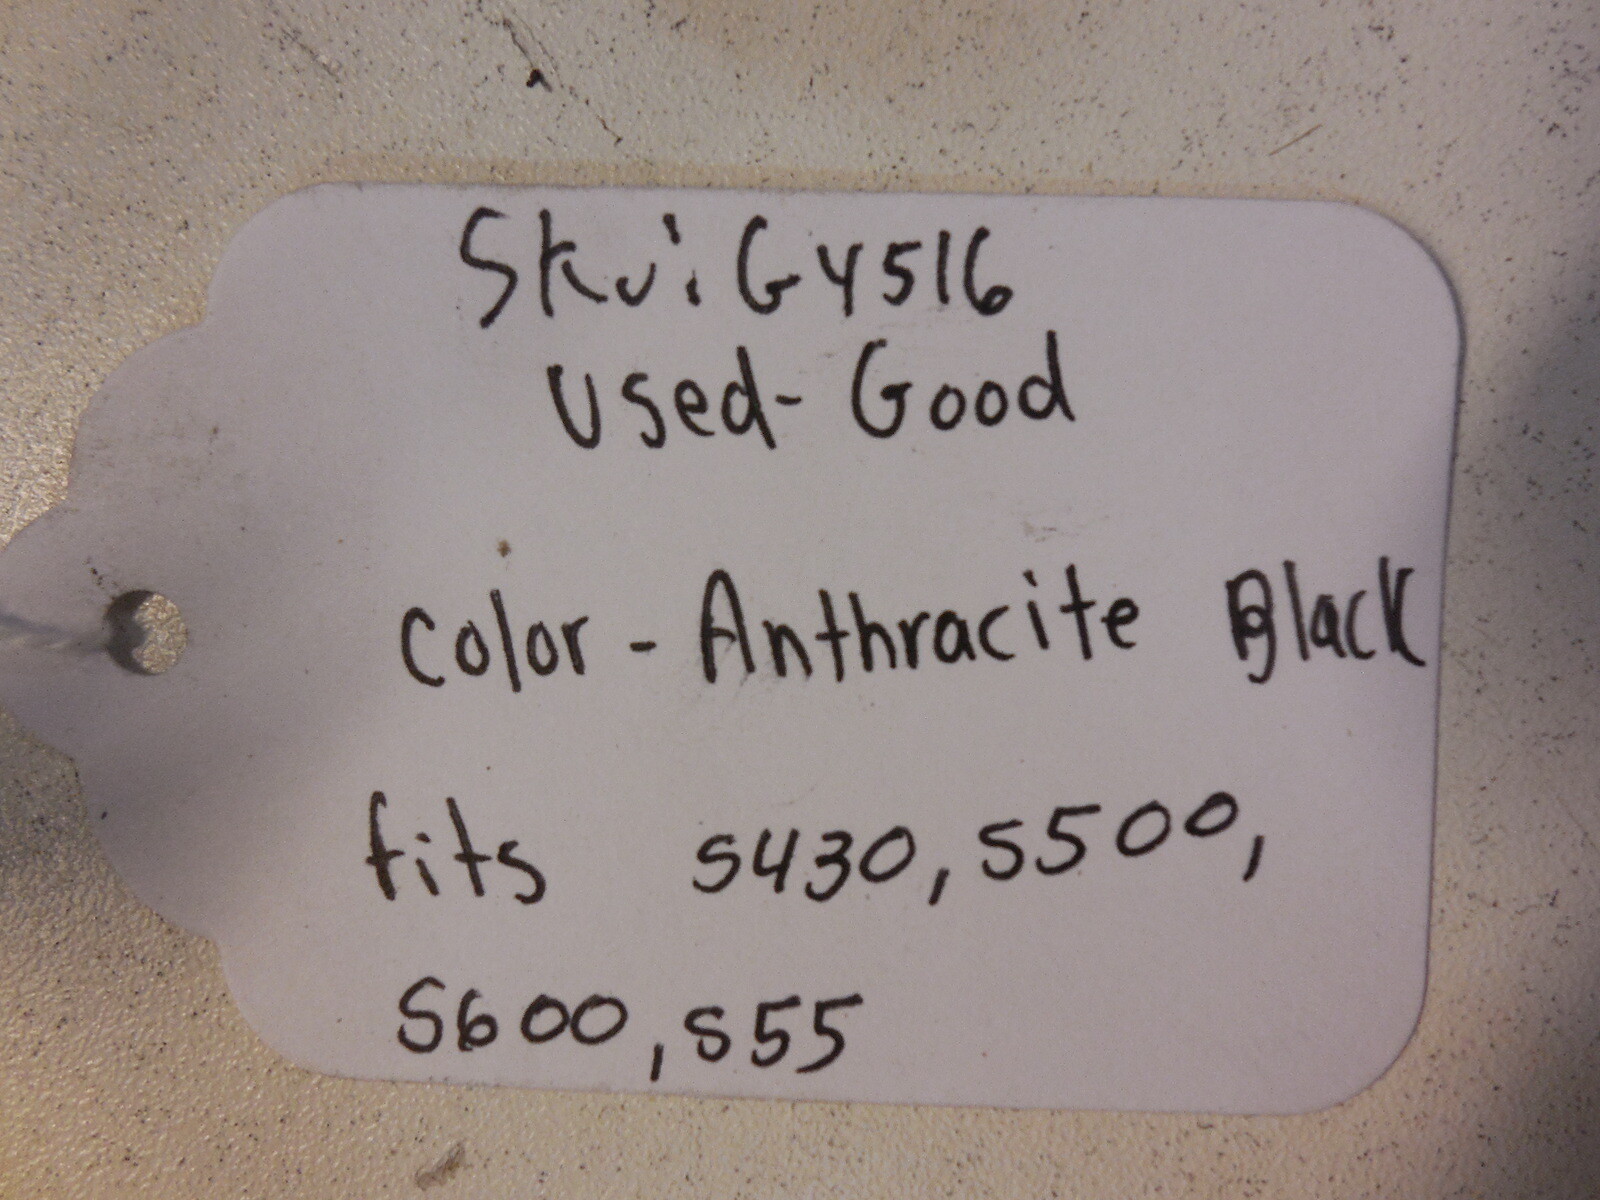 Sku: G4516
Used- Good
Color - Anthracite Black
fits S430, S500,
S600, S55